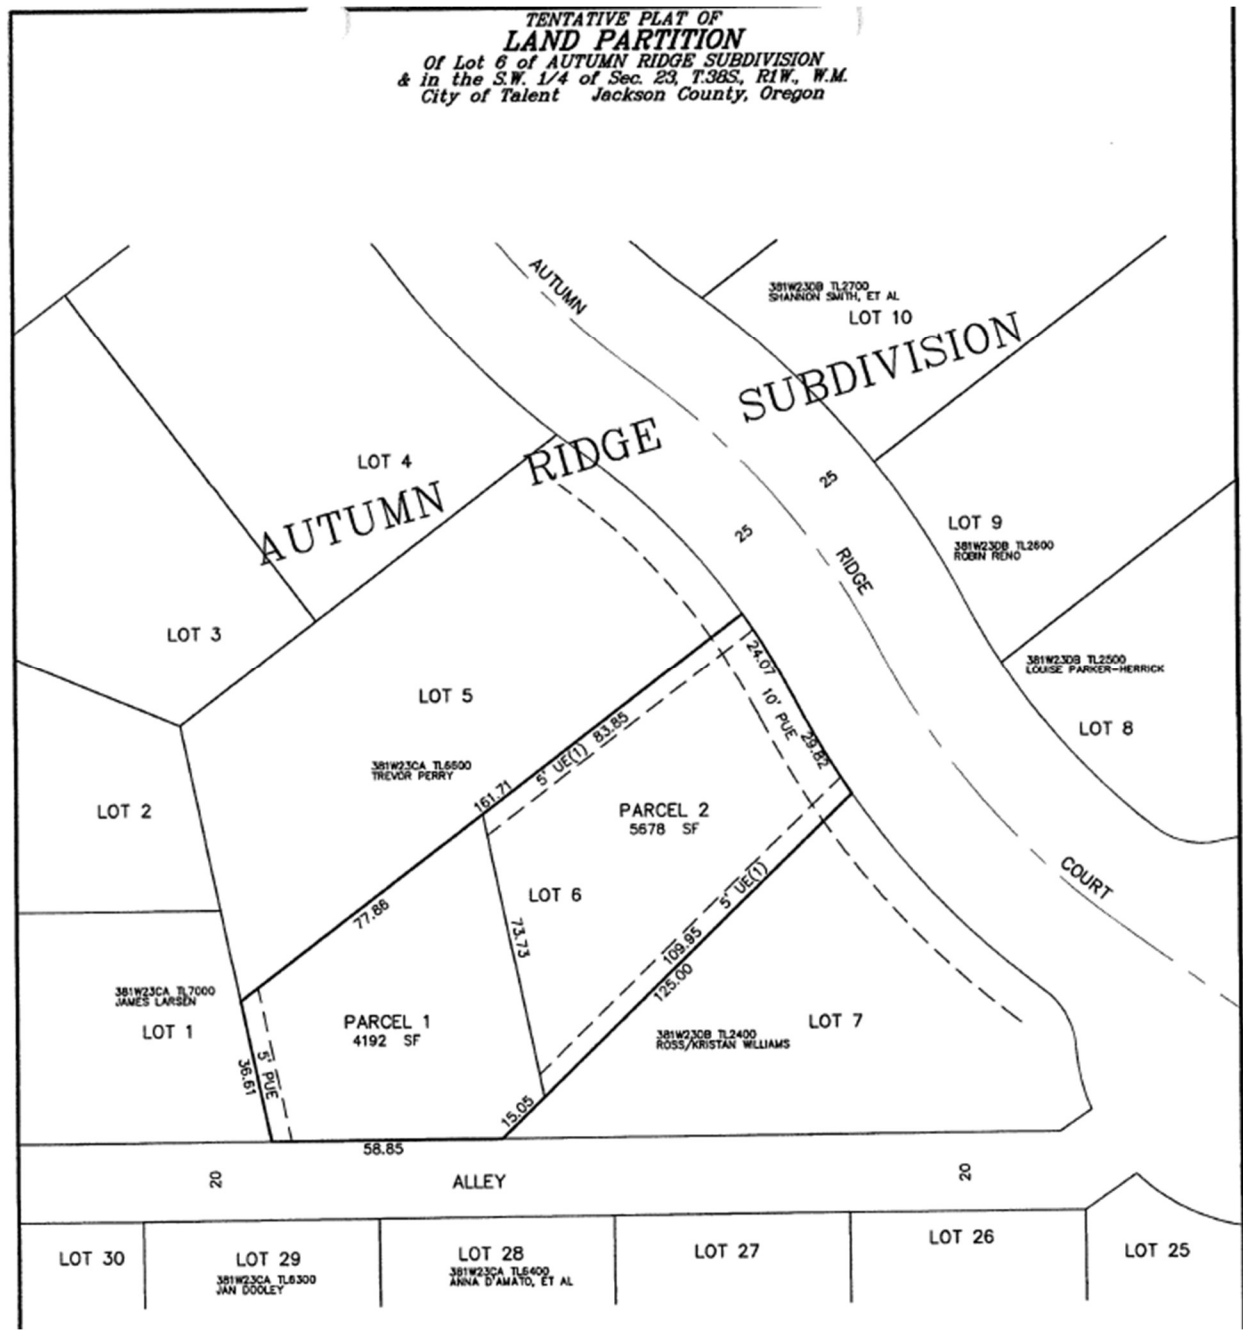 TENTATIVE PLAT OF
LAND PARTITION
Of Lot 6 of AUTUMN RIDGE SUBDIVISION
& in the S.W. 1/4 of Sec. 23, T.38S., R1W., W.M.
City of Talent Jackson County, Oregon
AUTUMN
381W23DB TL2700
SHANNON SMITH, ET AL
LOT 10
AUTUMN RIDGE SUBDIVISION
LOT 4
25
25
LOT 9
381W23DB TL2600
ROBIN RENO
RIDGE
LOT 3
24.07
381W23DB TL2500
LOUISE PARKER-HERRICK
LOT 5
10' PUE
LOT 8
83.85
29.82
5' UE(1)
381W23CA TL6600
TREVOR PERRY
161.71
LOT 2
PARCEL 2
5678 SF
COURT
5' UE(1)
LOT 6
77.86
73.73
109.95
125.00
381W23CA TL7000
JAMES LARSEN
LOT 1
PARCEL 1
4192 SF
LOT 7
381W23DB TL2400
ROSS/KRISTAN WILLIAMS
36.61
5' PUE
15.05
58.85
20
ALLEY
20
LOT 30
LOT 29
381W23CA TL6300
JAN DOOLEY
LOT 28
381W23CA TL6400
ANNA D'AMATO, ET AL
LOT 27
LOT 26
LOT 25